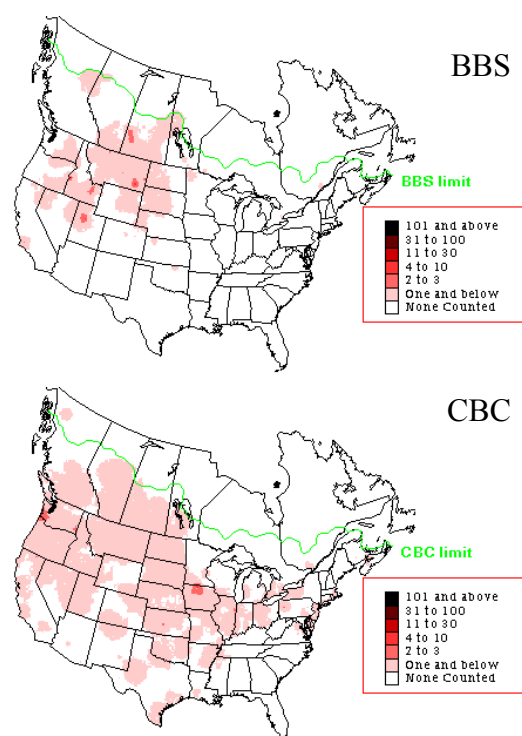 BBS
BBS limit
101 and above
31 to 100
11 to 30
4 to 10
2 to 3
One and below
None Counted
CBC
CBC limit
101 and above
31 to 100
11 to 30
4 to 10
2 to 3
One and below
None Counted